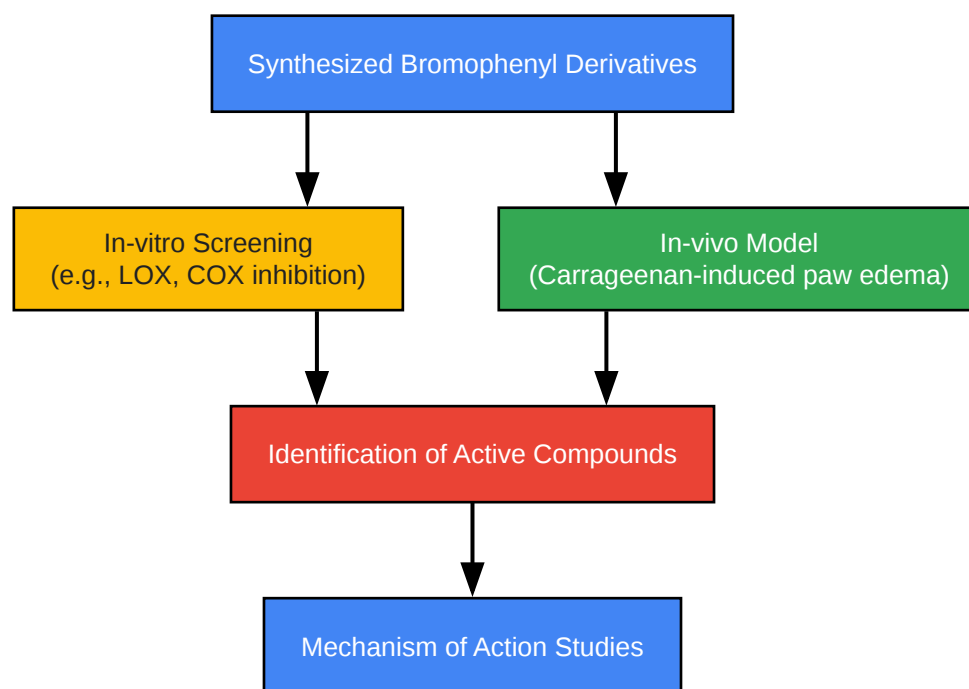 Synthesized Bromophenyl Derivatives
In-vitro Screening
(e.g., LOX, COX inhibition)
In-vivo Model
(Carrageenan-induced paw edema)
Identification of Active Compounds
Mechanism of Action Studies